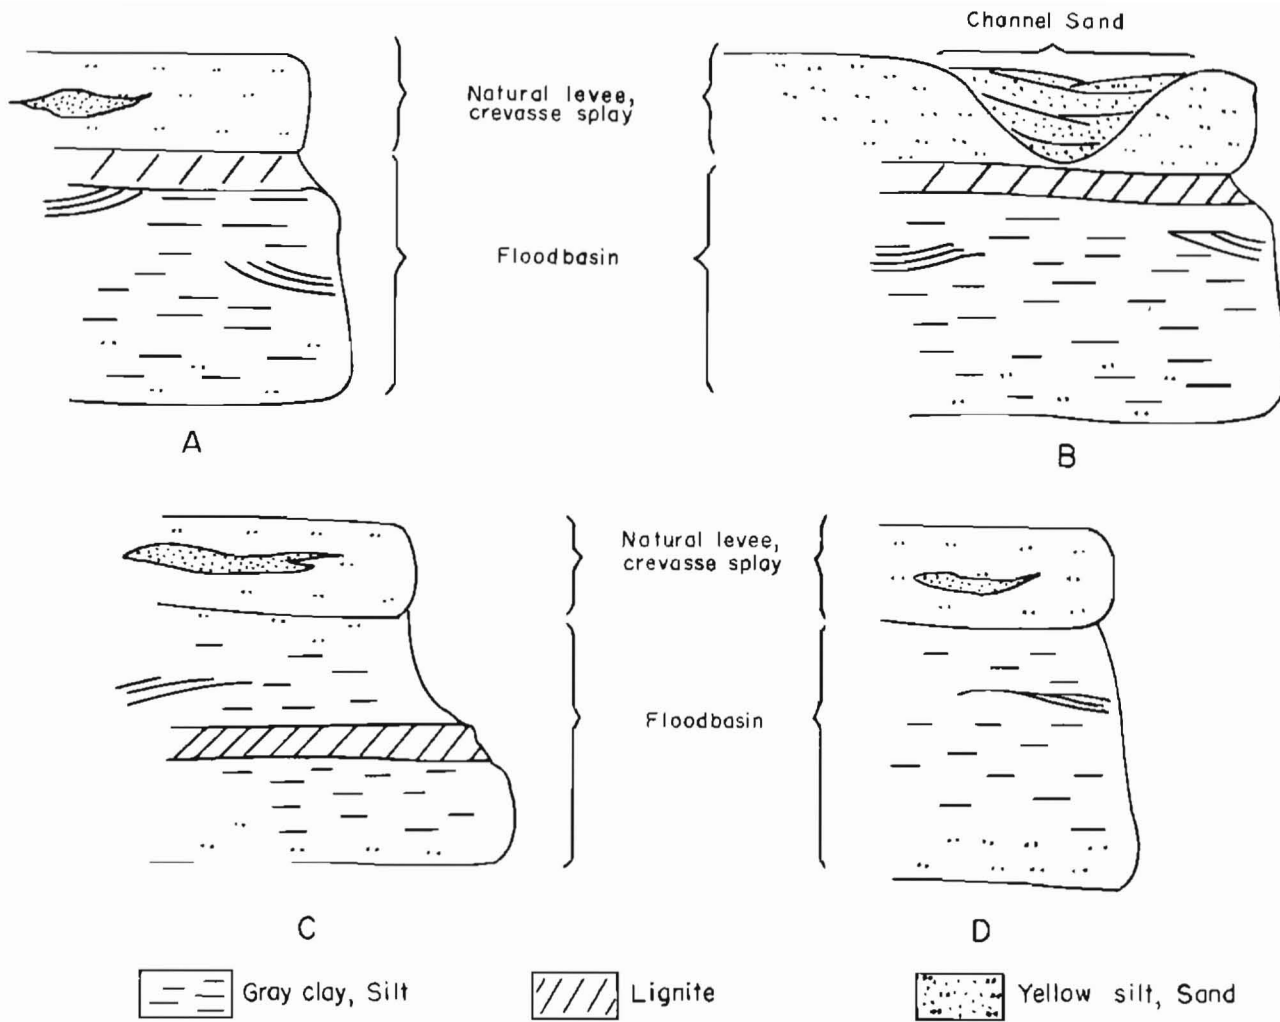 Channel Sand
Natural levee,
crevasse splay
Floodbasin
A
B
Natural levee,
crevasse splay
Floodbasin
C
D
Gray clay, Silt
Lignite
Yellow silt, Sand